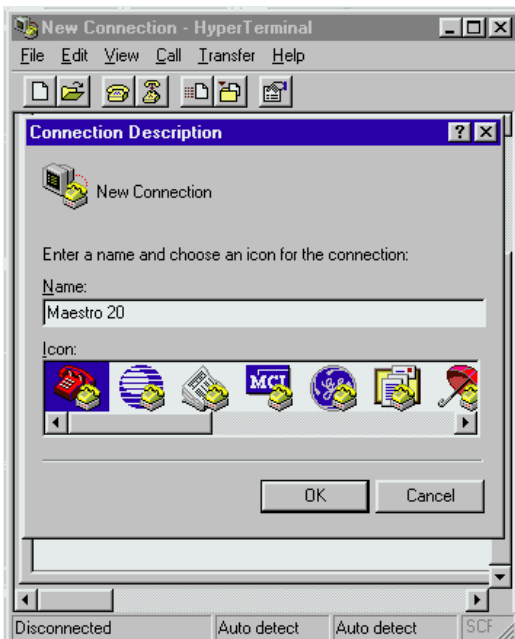 New Connection - HyperTerminal
File Edit View Call Transfer Help
Connection Description
New Connection
Enter a name and choose an icon for the connection:
Name:
Maestro 20
Icon:
MCI
OK Cancel
Disconnected Auto detect Auto detect SCF